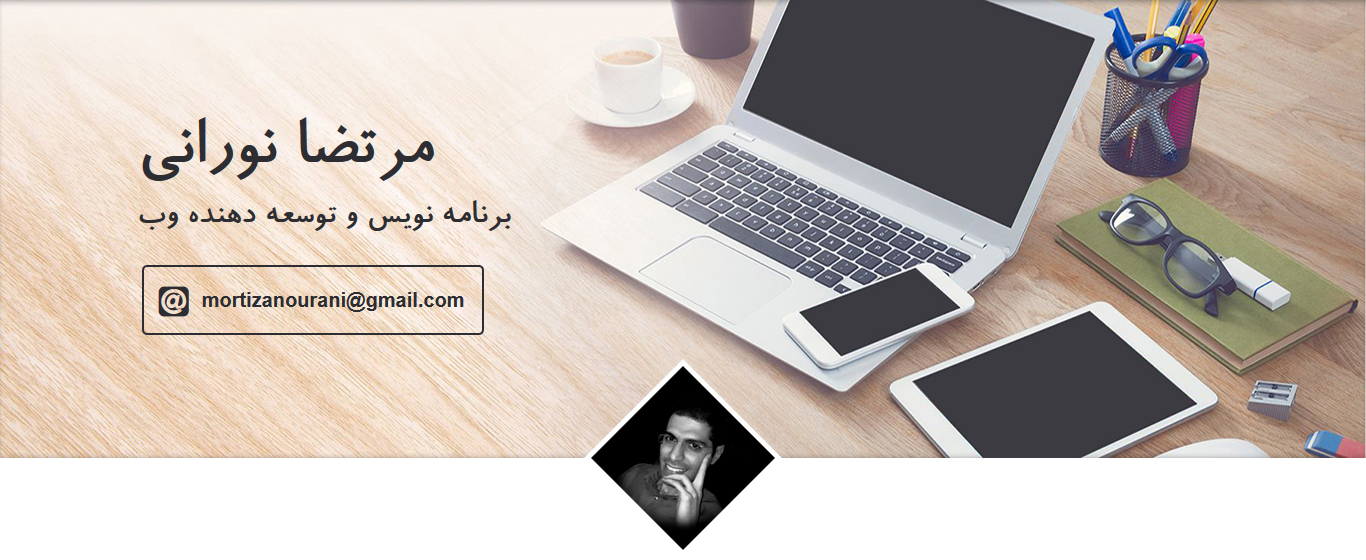 مرتضا نورانی
برنامه نویس و توسعه دهنده وب
@ mortizanourani@gmail.com